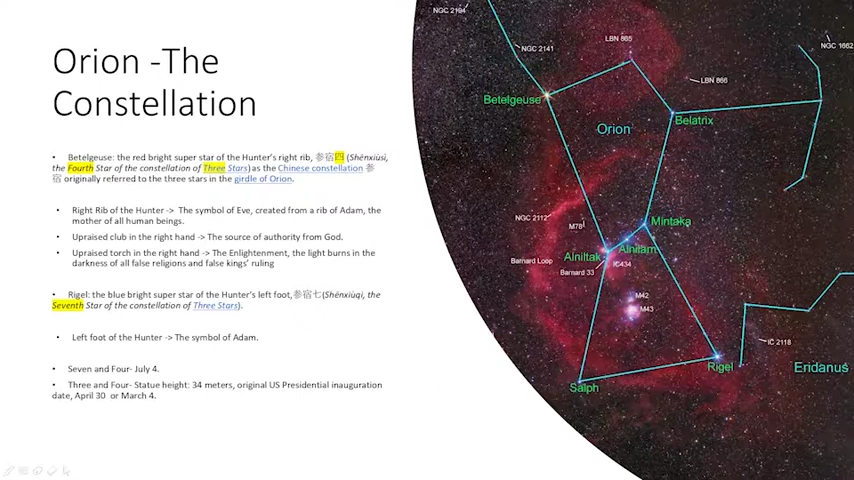 Orion -The
Constellation
• Betelgeuse: the red bright super star of the Hunter's right rib, 参宿四 (Shēnxiùsì,
the Fourth Star of the constellation of Three Stars) as the Chinese constellation 参
宿 originally referred to the three stars in the girdle of Orion.
• Right Rib of the Hunter -> The symbol of Eve, created from a rib of Adam, the
mother of all human beings.
• Upraised club in the right hand -> The source of authority from God.
• Upraised torch in the right hand -> The Enlightenment, the light burns in the
darkness of all false religions and false kings' ruling
• Rigel: the blue bright super star of the Hunter's left foot,参宿七(Shēnxiùqi, the
Seventh Star of the constellation of Three Stars).
• Left foot of the Hunter -> The symbol of Adam.
• Seven and Four- July 4.
• Three and Four- Statue height: 34 meters, original US Presidential inauguration
date, April 30 or March 4.
NGC 2194
NGC 2141
LBN 865
NGC 1662
LBN 866
Betelgeuse
Belatrix
Orion
NGC 2112
M78
Mintaka
Alnilam
Alniltak
Barnard Loop
IC434
Barnard 33
M42
M43
IC 2118
Rigel
Eridanus
Saiph